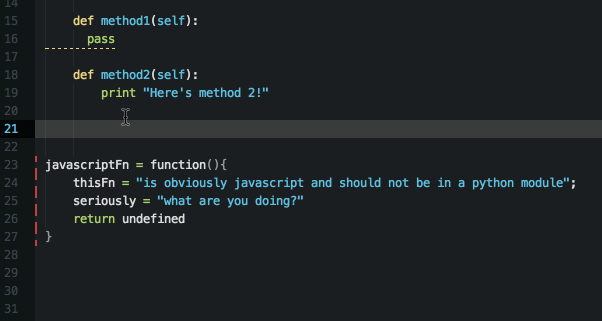 14
15 def method1(self):
16 pass
17
18 def method2(self):
19 print "Here's method 2!"
20
21
22
23 javascriptFn = function(){
24 thisFn = "is obviously javascript and should not be in a python module";
25 seriously = "what are you doing?"
26 return undefined
27 }
28
29
30
31